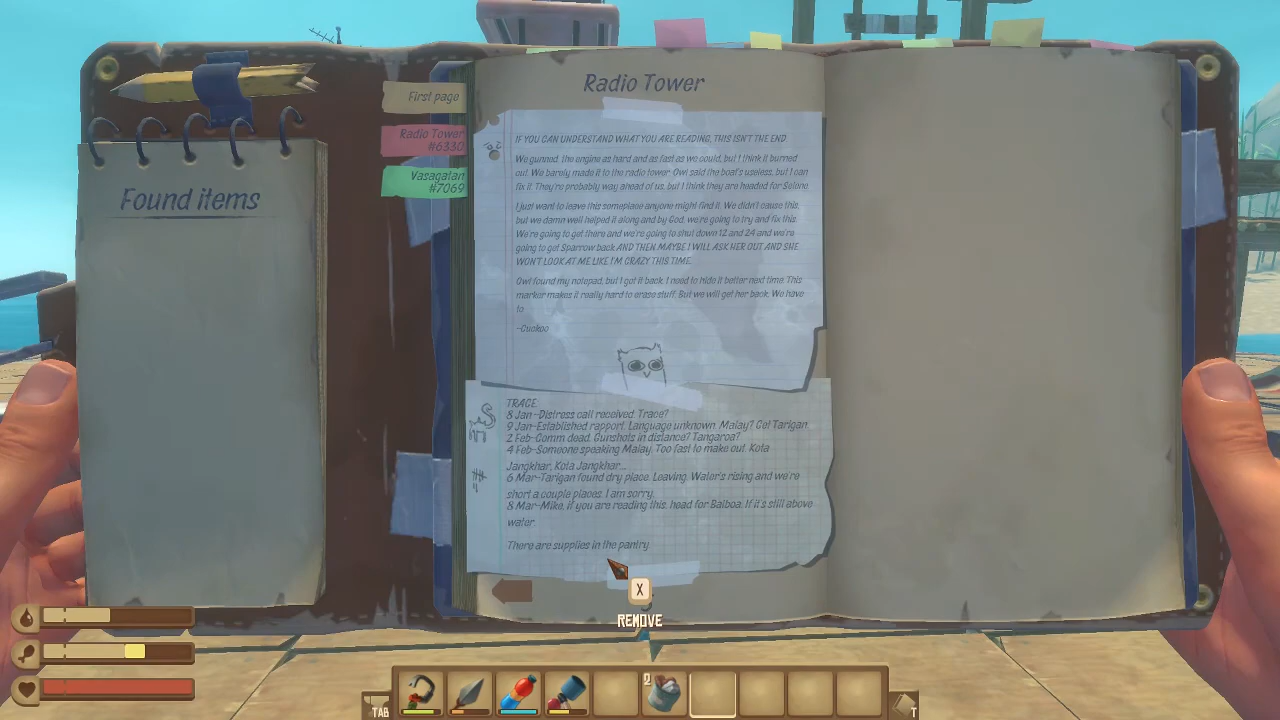 Radio Tower
First page
Radio Tower
#6330
Vasagatan
#7069
Found items
IF YOU CAN UNDERSTAND WHAT YOU ARE READING, THIS ISN'T THE END
We gunned the engine as hard and as fast as we could, but I think it burned
out. We barely made it to the radio tower. Owl said the boat's useless, but I can
fix it. They're probably way ahead of us, but I think they are headed for Selene
I just want to leave this someplace anyone might find it. We didn't cause this,
but we damn well helped it along and by God, we're going to try and fix this.
We're going to get there and we're going to shut down 12 and 24 and we're
going to get Sparrow back AND THEN MAYBE I WILL ASK HER OUT AND SHE
WON'T LOOK AT ME LIKE I'M CRAZY THIS TIME.
Owl found my notepad, but I got it back. I need to hide it better next time. This
marker makes it really hard to erase stuff. But we will get her back. We have
to
-Cuckoo
TRACE:
8 Jan-Distress call received. Trace?
9 Jan-Established rapport. Language unknown. Malay? Get Tarigan
2 Feb-Comm dead. Gunshots in distance? Tangaroa?
4 Feb-Someone speaking Malay. Too fast to make out. Kota
Jangkhar, Kota Jangkhar...
6 Mar-Tarigan found dry place. Leaving. Water's rising and we're
short a couple places. I am sorry.
8 Mar-Mike, if you are reading this, head for Balboa. If it's still above
water.
There are supplies in the pantry
X
REMOVE
2
TAB
T